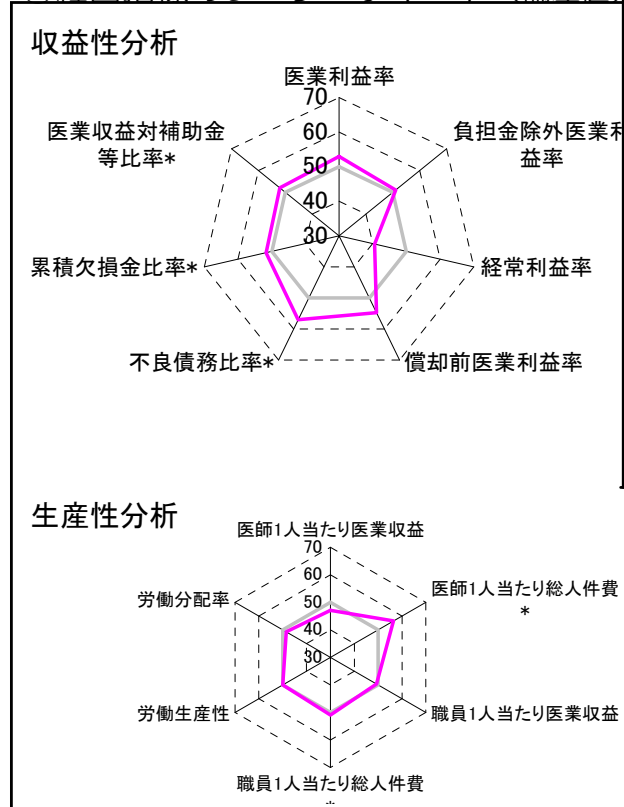 収益性分析
医業利益率
70
60
50
40
30
負担金除外医業利
益率
経常利益率
償却前医業利益率
不良債務比率*
累積欠損金比率*
医業収益対補助金
等比率*
生産性分析
医師1人当たり医業収益
70
60
50
40
30
医師1人当たり総人件費
*
職員1人当たり医業収益
職員1人当たり総人件費
*
労働生産性
労働分配率